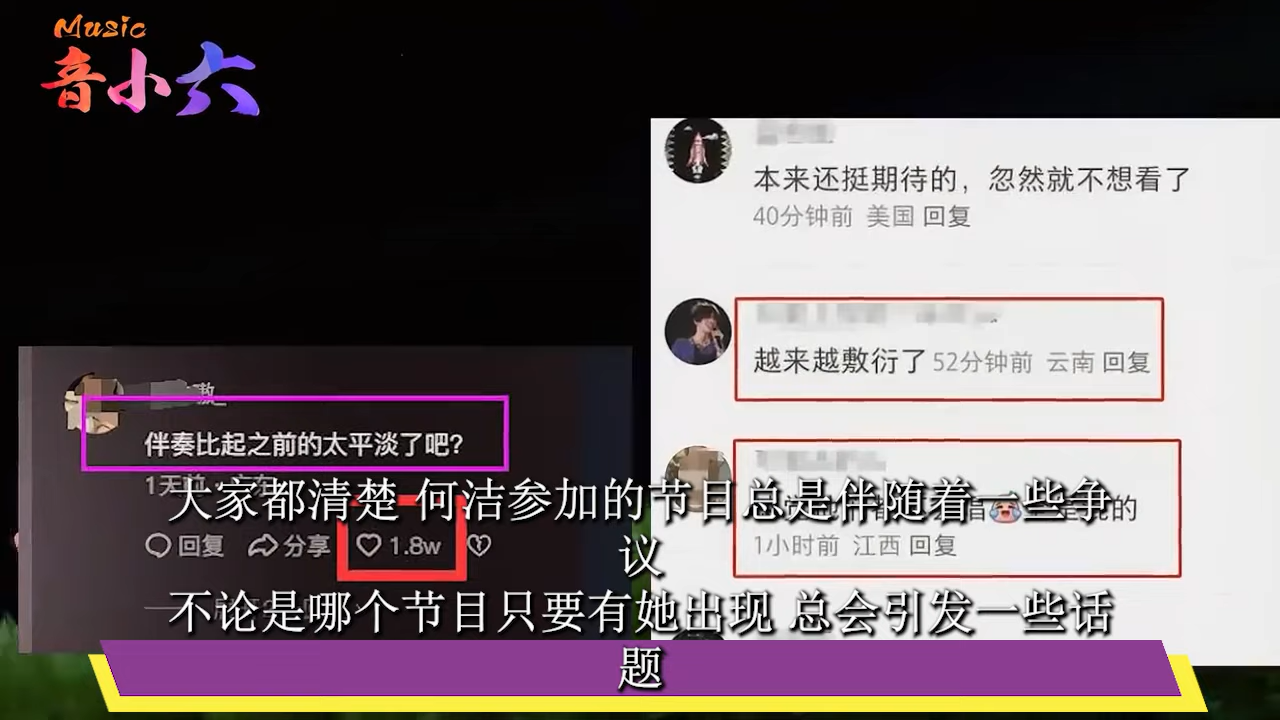 Music
音小六
本来还挺期待的，忽然就不想看了
40分钟前 美国 回复
越来越敷衍了 52分钟前 云南 回复
1小时前 江西 回复
伴奏比起之前的太平淡了吧？
1天前
回复 分享 1.8w
大家都清楚 何洁参加的节目总是伴随着一些争
议
不论是哪个节目只要有她出现 总会引发一些话
题